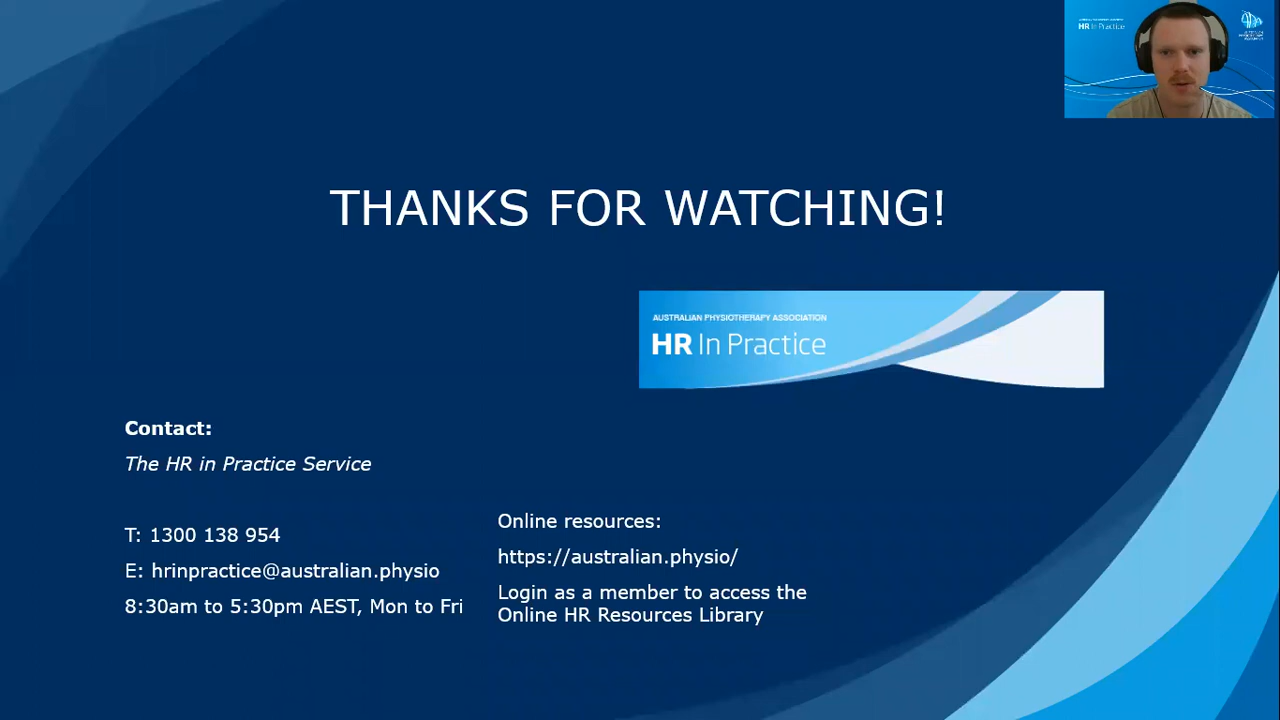 HR In Practice
THANKS FOR WATCHING!
AUSTRALIAN PHYSIOTHERAPY ASSOCIATION
HR In Practice
Contact:
The HR in Practice Service
T: 1300 138 954
E: hrinpractice@australian.physio
8:30am to 5:30pm AEST, Mon to Fri
Online resources:
https://australian.physio/
Login as a member to access the
Online HR Resources Library